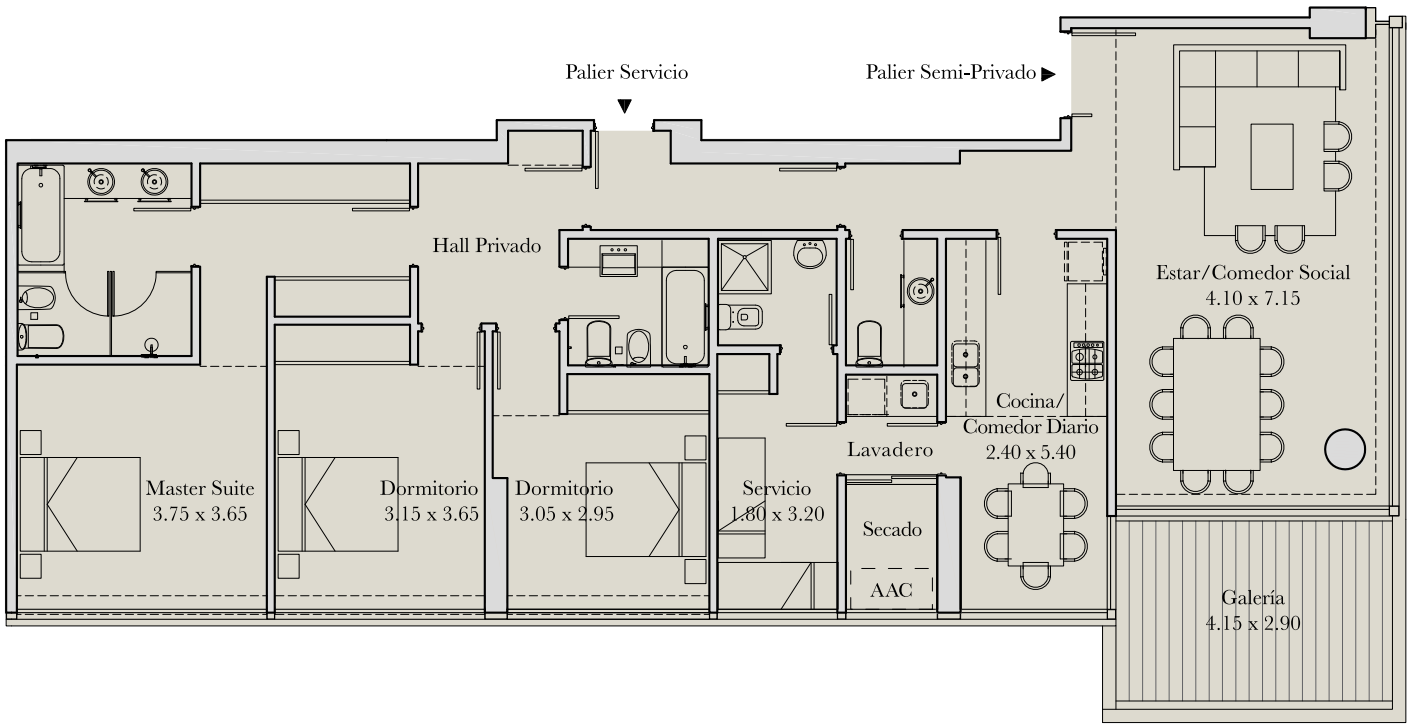 Palier Servicio
Palier Semi-Privado
Hall Privado
Estar/Comedor Social
4.10 x 7.15
Cocina/
Comedor Diario
2.40 x 5.40
Lavadero
Master Suite
3.75 x 3.65
Dormitorio
3.15 x 3.65
Dormitorio
3.05 x 2.95
Servicio
1.80 x 3.20
Secado
AAC
Galería
4.15 x 2.90